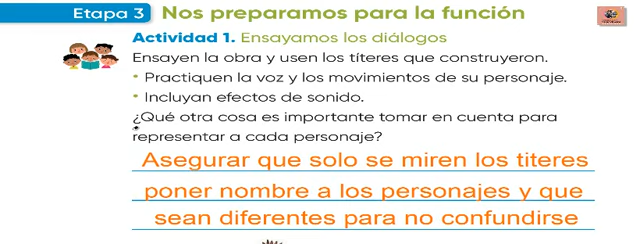 Etapa 3 Nos preparamos para la función
Actividad 1. Ensayamos los diálogos
Ensayen la obra y usen los títeres que construyeron.
• Practiquen la voz y los movimientos de su personaje.
• Incluyan efectos de sonido.
¿Qué otra cosa es importante tomar en cuenta para
representar a cada personaje?
Asegurar que solo se miren los titeres
poner nombre a los personajes y que
sean diferentes para no confundirse